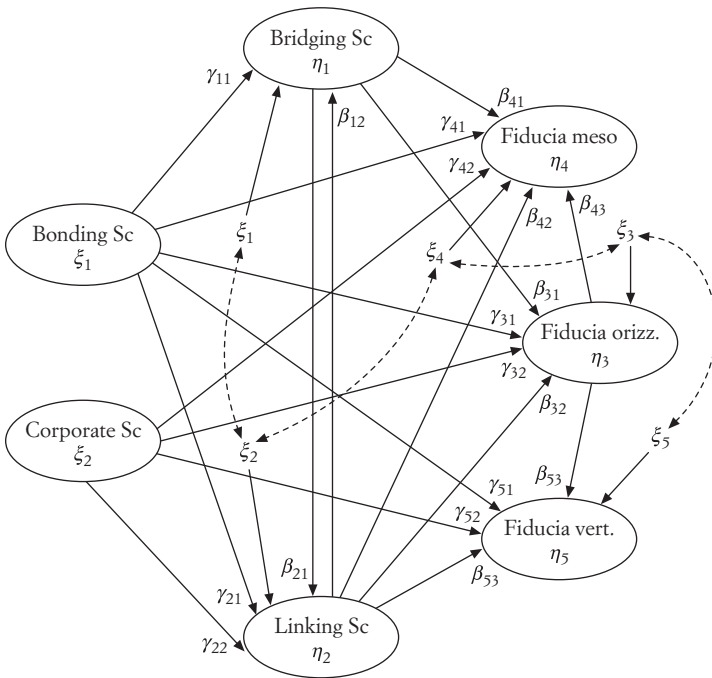 Bridging Sc
η₁
γ₁₁
β₄₁
β₁₂
γ₄₁
Fiducia meso
η₄
γ₄₂
β₄₂
β₄₃
ξ₁
ξ₃
Bonding Sc
ξ₁
ξ₄
β₃₁
γ₃₁
Fiducia orizz.
η₃
γ₃₂
β₃₂
Corporate Sc
ξ₂
ξ₂
ξ₅
β₅₃
γ₅₁
γ₅₂
Fiducia vert.
η₅
β₂₁
β₅₃
γ₂₁
Linking Sc
η₂
γ₂₂